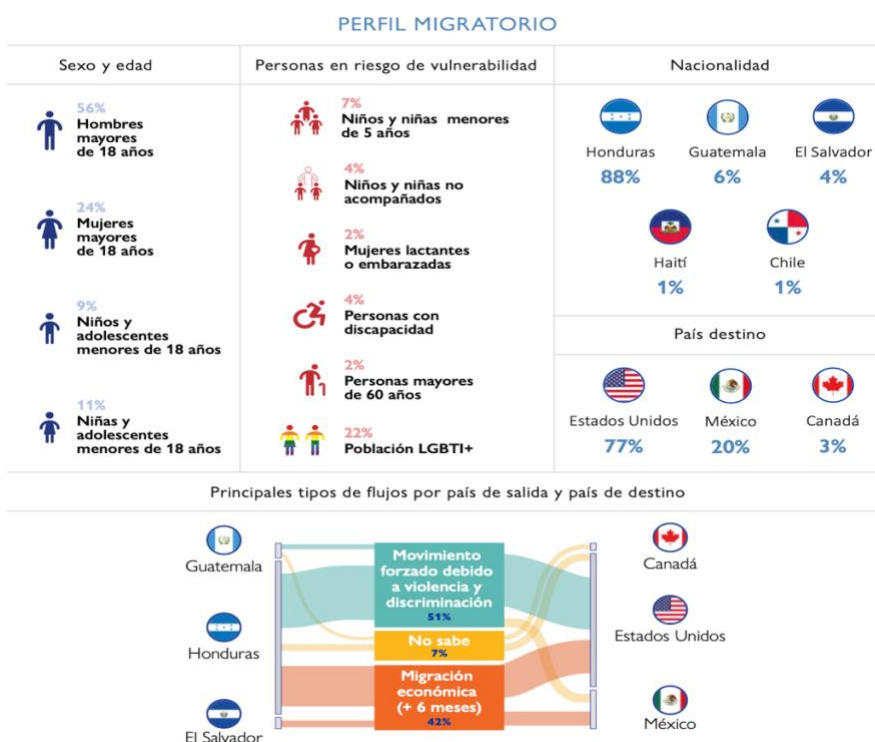 PERFIL MIGRATORIO
Sexo y edad
56%
Hombres
mayores
de 18 años
24%
Mujeres
mayores
de 18 años
9%
Niños y
adolescentes
menores de 18 años
11%
Niñas y
adolescentes
menores de 18 años
Personas en riesgo de vulnerabilidad
7%
Niños y niñas menores
de 5 años
4%
Niños y niñas no
acompañados
2%
Mujeres lactantes
o embarazadas
4%
Personas con
discapacidad
2%
Personas mayores
de 60 años
22%
Población LGBTI+
Nacionalidad
Honduras
88%
Guatemala
6%
El Salvador
4%
Haití
1%
Chile
1%
País destino
Estados Unidos
77%
México
20%
Canadá
3%
Principales tipos de flujos por país de salida y país de destino
Guatemala
Honduras
El Salvador
Movimiento
forzado debido
a violencia y
discriminación
51%
No sabe
7%
Migración
económica
(+ 6 meses)
42%
Canadá
Estados Unidos
México